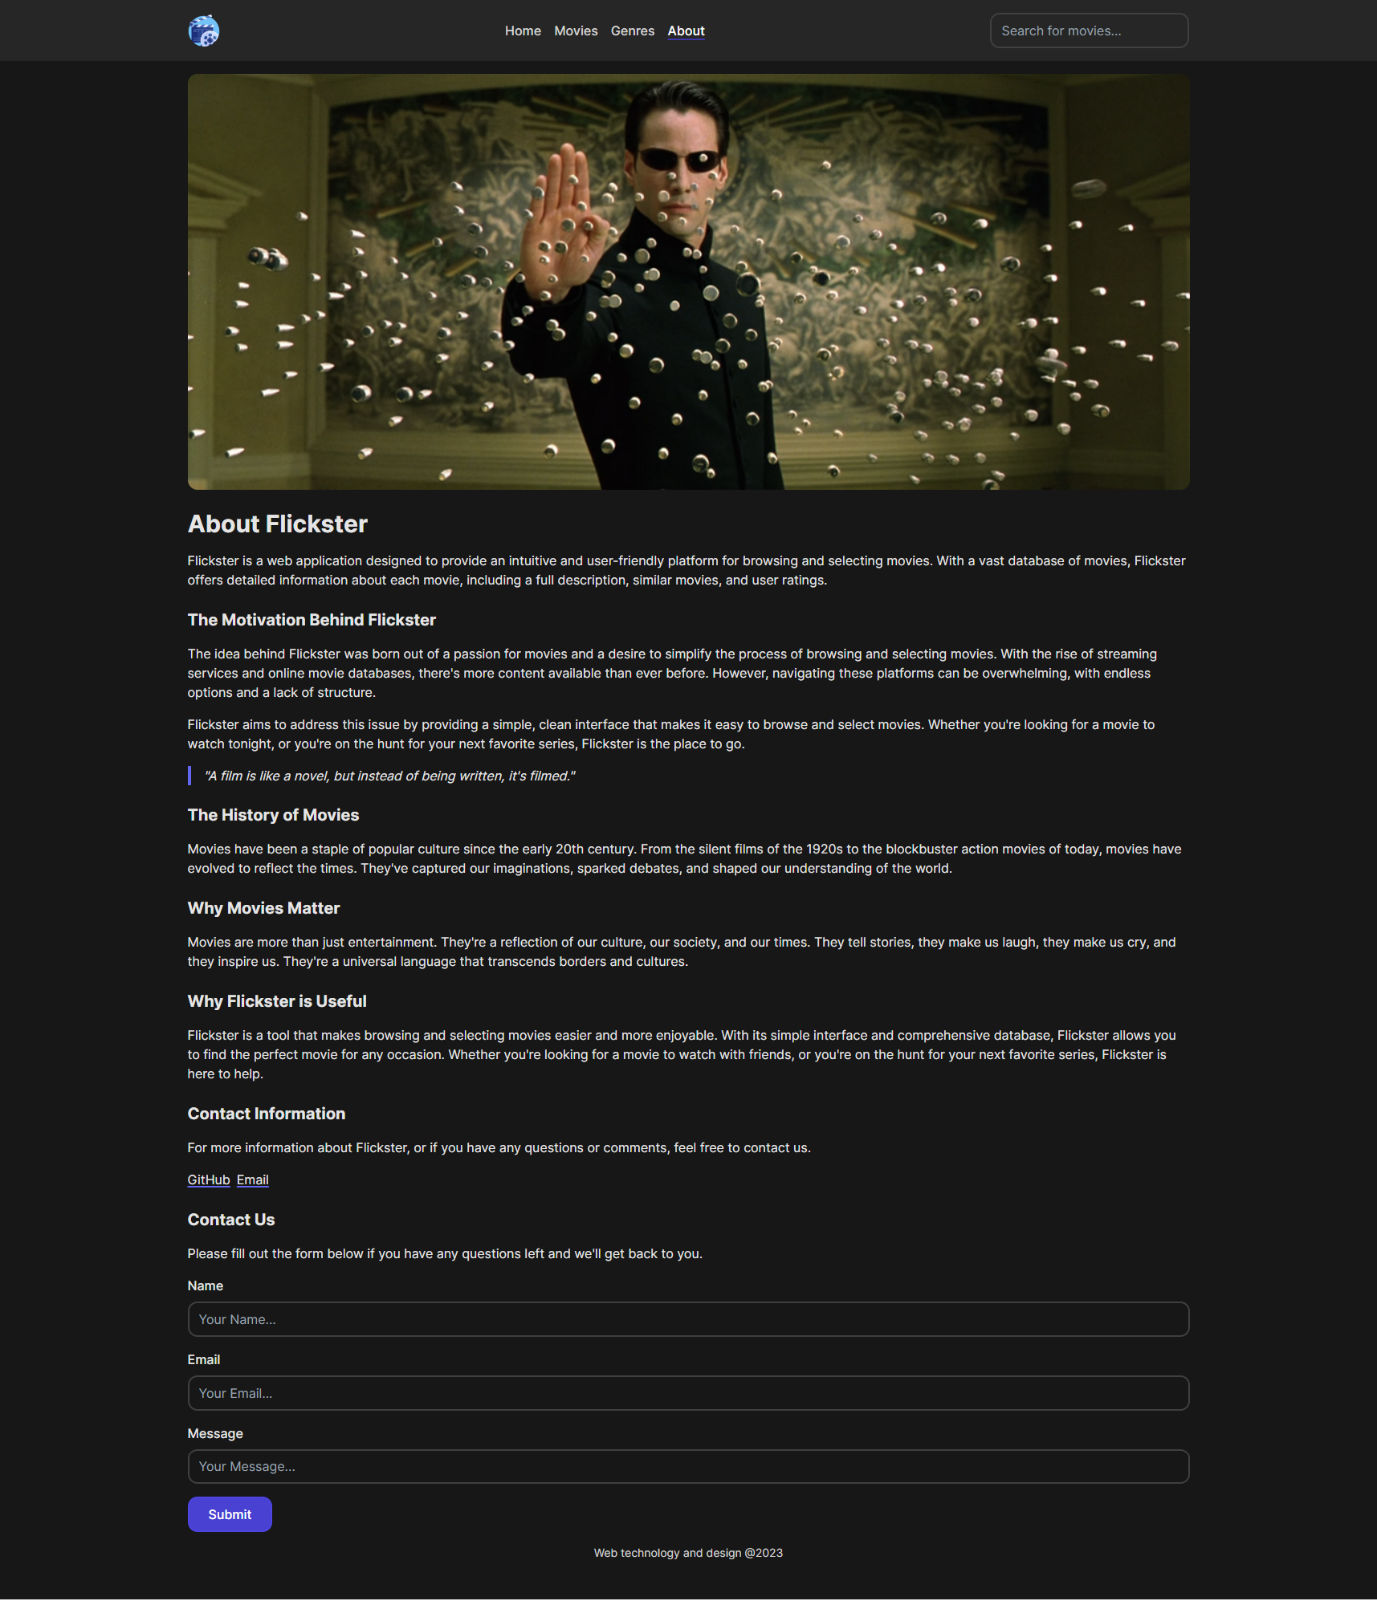 Home Movies Genres About Search for movies...
About Flickster
Flickster is a web application designed to provide an intuitive and user-friendly platform for browsing and selecting movies. With a vast database of movies, Flickster
offers detailed information about each movie, including a full description, similar movies, and user ratings.
The Motivation Behind Flickster
The idea behind Flickster was born out of a passion for movies and a desire to simplify the process of browsing and selecting movies. With the rise of streaming
services and online movie databases, there's more content available than ever before. However, navigating these platforms can be overwhelming, with endless
options and a lack of structure.
Flickster aims to address this issue by providing a simple, clean interface that makes it easy to browse and select movies. Whether you're looking for a movie to
watch tonight, or you're on the hunt for your next favorite series, Flickster is the place to go.
"A film is like a novel, but instead of being written, it's filmed."
The History of Movies
Movies have been a staple of popular culture since the early 20th century. From the silent films of the 1920s to the blockbuster action movies of today, movies have
evolved to reflect the times. They've captured our imaginations, sparked debates, and shaped our understanding of the world.
Why Movies Matter
Movies are more than just entertainment. They're a reflection of our culture, our society, and our times. They tell stories, they make us laugh, they make us cry, and
they inspire us. They're a universal language that transcends borders and cultures.
Why Flickster is Useful
Flickster is a tool that makes browsing and selecting movies easier and more enjoyable. With its simple interface and comprehensive database, Flickster allows you
to find the perfect movie for any occasion. Whether you're looking for a movie to watch with friends, or you're on the hunt for your next favorite series, Flickster is
here to help.
Contact Information
For more information about Flickster, or if you have any questions or comments, feel free to contact us.
GitHub Email
Contact Us
Please fill out the form below if you have any questions left and we'll get back to you.
Name
Your Name...
Email
Your Email...
Message
Your Message...
Submit
Web technology and design @2023